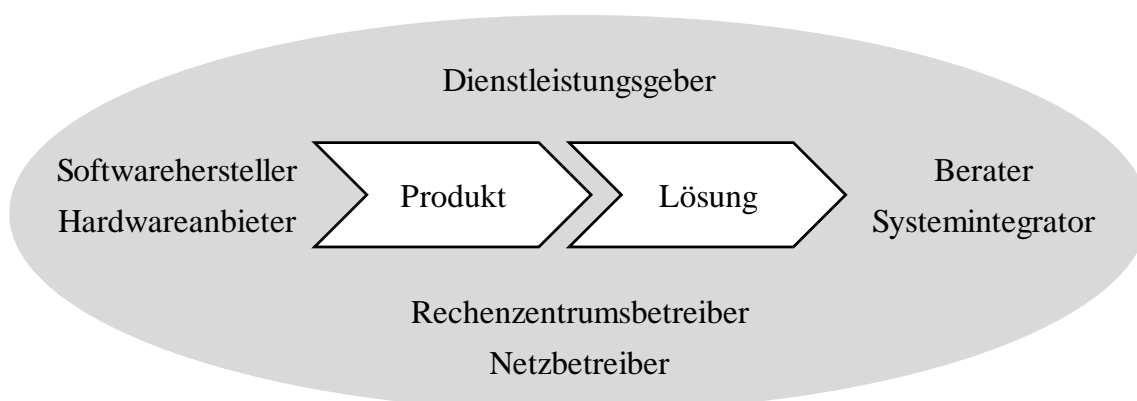 Dienstleistungsgeber
Softwarehersteller
Hardwareanbieter
Produkt
Lösung
Berater
Systemintegrator
Rechenzentrumsbetreiber
Netzbetreiber